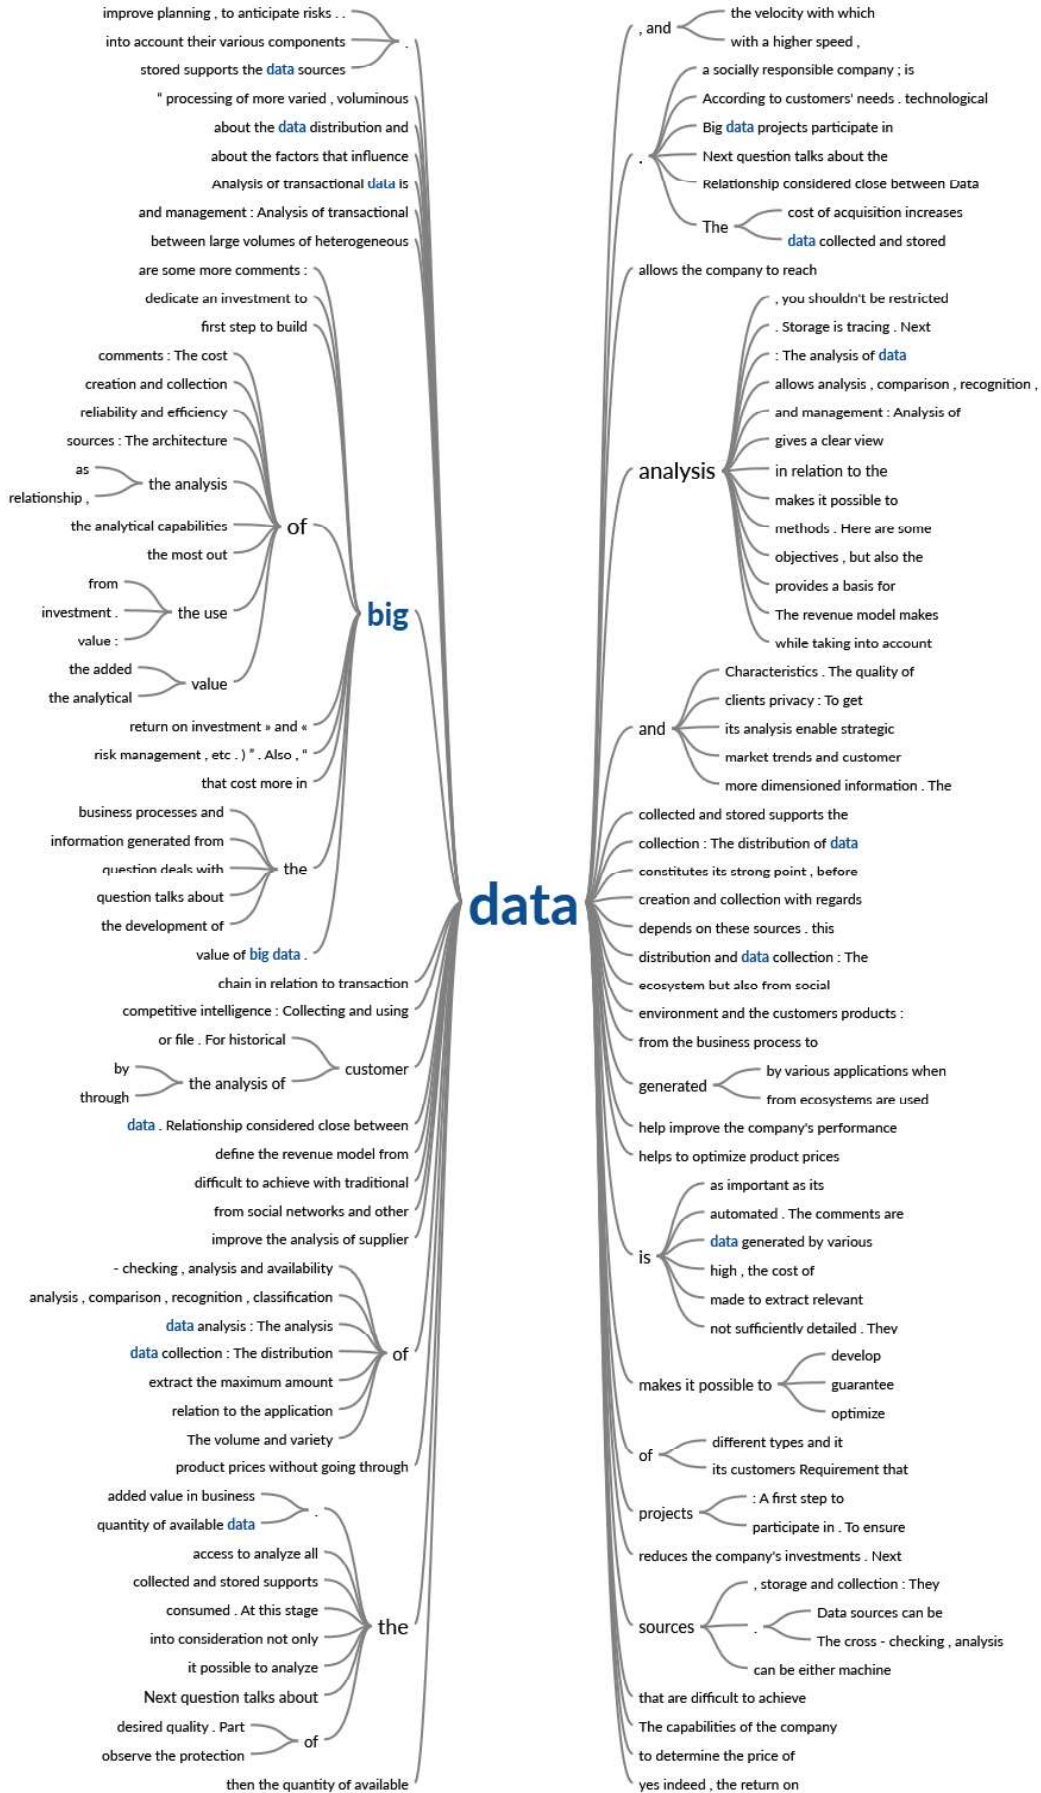 improve planning , to anticipate risks . .
into account their various components
.
stored supports the data sources
“ processing of more varied , voluminous
about the data distribution and
about the factors that influence
Analysis of transactional data is
and management : Analysis of transactional
between large volumes of heterogeneous
are some more comments :
dedicate an investment to
first step to build
comments : The cost
creation and collection
reliability and efficiency
sources : The architecture
as
the analysis
relationship ,
the analytical capabilities
of
the most out
from
investment .
the use
value :
big
the added
value
the analytical
return on investment » and «
risk management , etc . ) ” . Also , “
that cost more in
business processes and
information generated from
question deals with
the
question talks about
the development of
value of big data .
chain in relation to transaction
competitive intelligence : Collecting and using
or file . For historical
customer
by
the analysis of
through
data . Relationship considered close between
define the revenue model from
difficult to achieve with traditional
from social networks and other
improve the analysis of supplier
- checking , analysis and availability
analysis , comparison , recognition , classification
data analysis : The analysis
data collection : The distribution
of
extract the maximum amount
relation to the application
The volume and variety
product prices without going through
added value in business
.
quantity of available data
access to analyze all
collected and stored supports
consumed . At this stage
the
into consideration not only
it possible to analyze
Next question talks about
desired quality . Part
of
observe the protection
then the quantity of available
data
, and
the velocity with which
with a higher speed ,
.
a socially responsible company ; is
According to customers' needs . technological
Big data projects participate in
Next question talks about the
Relationship considered close between Data
The
cost of acquisition increases
data collected and stored
allows the company to reach
analysis
, you shouldn't be restricted
. Storage is tracing . Next
: The analysis of data
allows analysis , comparison , recognition ,
and management : Analysis of
gives a clear view
in relation to the
makes it possible to
methods . Here are some
objectives , but also the
provides a basis for
The revenue model makes
while taking into account
and
Characteristics . The quality of
clients privacy : To get
its analysis enable strategic
market trends and customer
more dimensioned information . The
collected and stored supports the
collection : The distribution of data
constitutes its strong point , before
creation and collection with regards
depends on these sources . this
distribution and data collection : The
ecosystem but also from social
environment and the customers products :
from the business process to
generated
by various applications when
from ecosystems are used
help improve the company's performance
helps to optimize product prices
is
as important as its
automated . The comments are
data generated by various
high , the cost of
made to extract relevant
not sufficiently detailed . They
makes it possible to
develop
guarantee
optimize
of
different types and it
its customers Requirement that
projects
: A first step to
participate in . To ensure
reduces the company's investments . Next
sources
, storage and collection : They
.
Data sources can be
The cross - checking , analysis
can be either machine
that are difficult to achieve
The capabilities of the company
to determine the price of
yes indeed , the return on